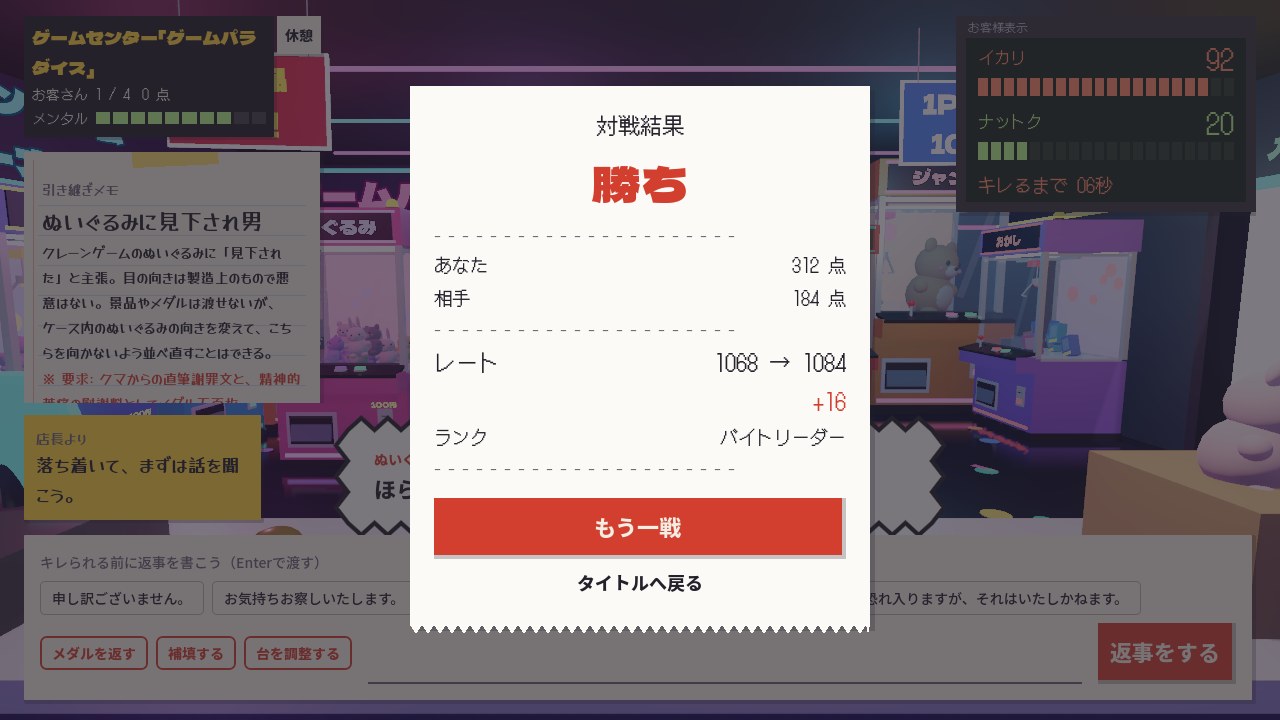 ゲームセンター「ゲームパラ
ダイス」
休憩
お客さん 1 / 4 0 点
メンタル
引き継ぎメモ
ぬいぐるみに見下され男
クレーンゲームのぬいぐるみに「見下され
た」と主張。目の向きは製造上のもので悪
意はない。景品やメダルは渡せないが、
ケース内のぬいぐるみの向きを変えて、こち
らを向かないよう並べ直すことはできる。
※ 要求: クマからの直筆謝罪文と、精神的
店長より
落ち着いて、まずは話を聞
こう。
お客様表示
イカリ 92
ナットク 20
キレるまで 06秒
ぐるみ
おかし
100円
対戦結果
勝ち
あなた 312 点
相手 184 点
レート 1068 → 1084
+16
ランク バイトリーダー
もう一戦
タイトルへ戻る
ほら
キレられる前に返事を書こう（Enterで渡す）
申し訳ございません。
お気持ちお察しいたします。
恐れ入りますが、それはいたしかねます。
メダルを返す
補填する
台を調整する
返事をする